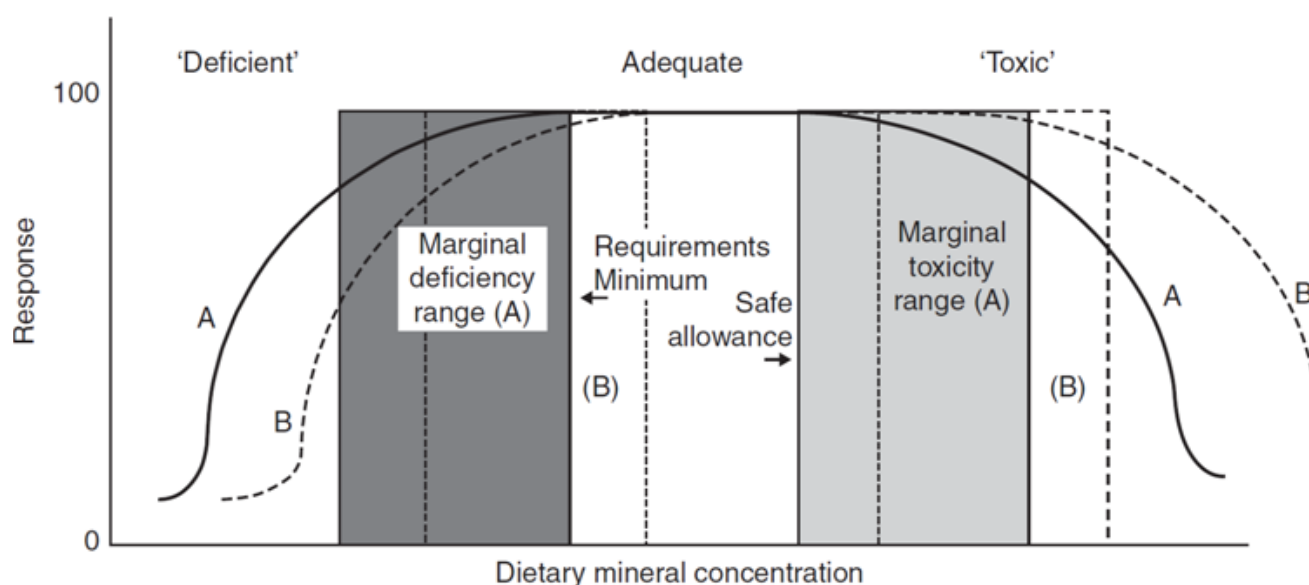 ‘Deficient’
Adequate
‘Toxic’
100
Response
0
A
B
Marginal
deficiency
range (A)
Requirements
Minimum
(B)
Safe
allowance
Marginal
toxicity
range (A)
A
(B)
B
Dietary mineral concentration